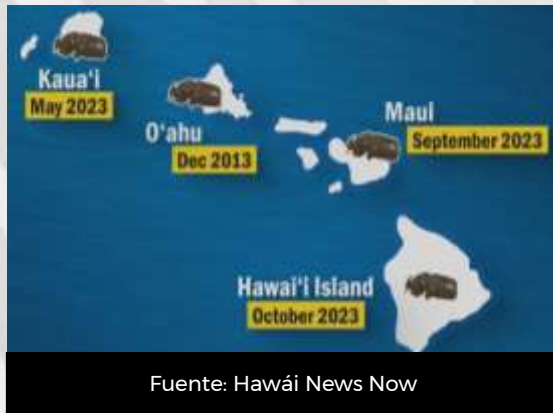 Kaua‘i
May 2023
O‘ahu
Dec 2013
Maui
September 2023
Hawai‘i Island
October 2023
Fuente: Hawái News Now